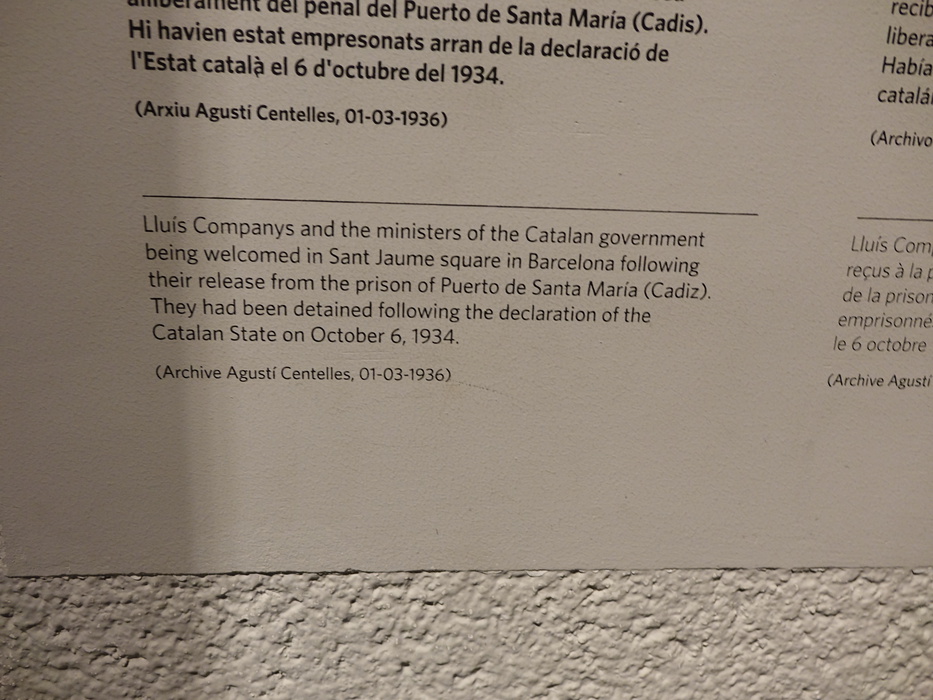 del penal del Puerto de Santa María (Cadis).
Hi havien estat empresonats arran de la declaració de
l'Estat català el 6 d'octubre del 1934.
(Arxiu Agustí Centelles, 01-03-1936)
Lluís Companys and the ministers of the Catalan government
being welcomed in Sant Jaume square in Barcelona following
their release from the prison of Puerto de Santa María (Cadiz).
They had been detained following the declaration of the
Catalan State on October 6, 1934.
(Archive Agustí Centelles, 01-03-1936)
recib
libera
Había
catalá
(Archivo
Lluís Com
reçus à la p
de la prison
emprisonné
le 6 octobre
(Archive Agustí